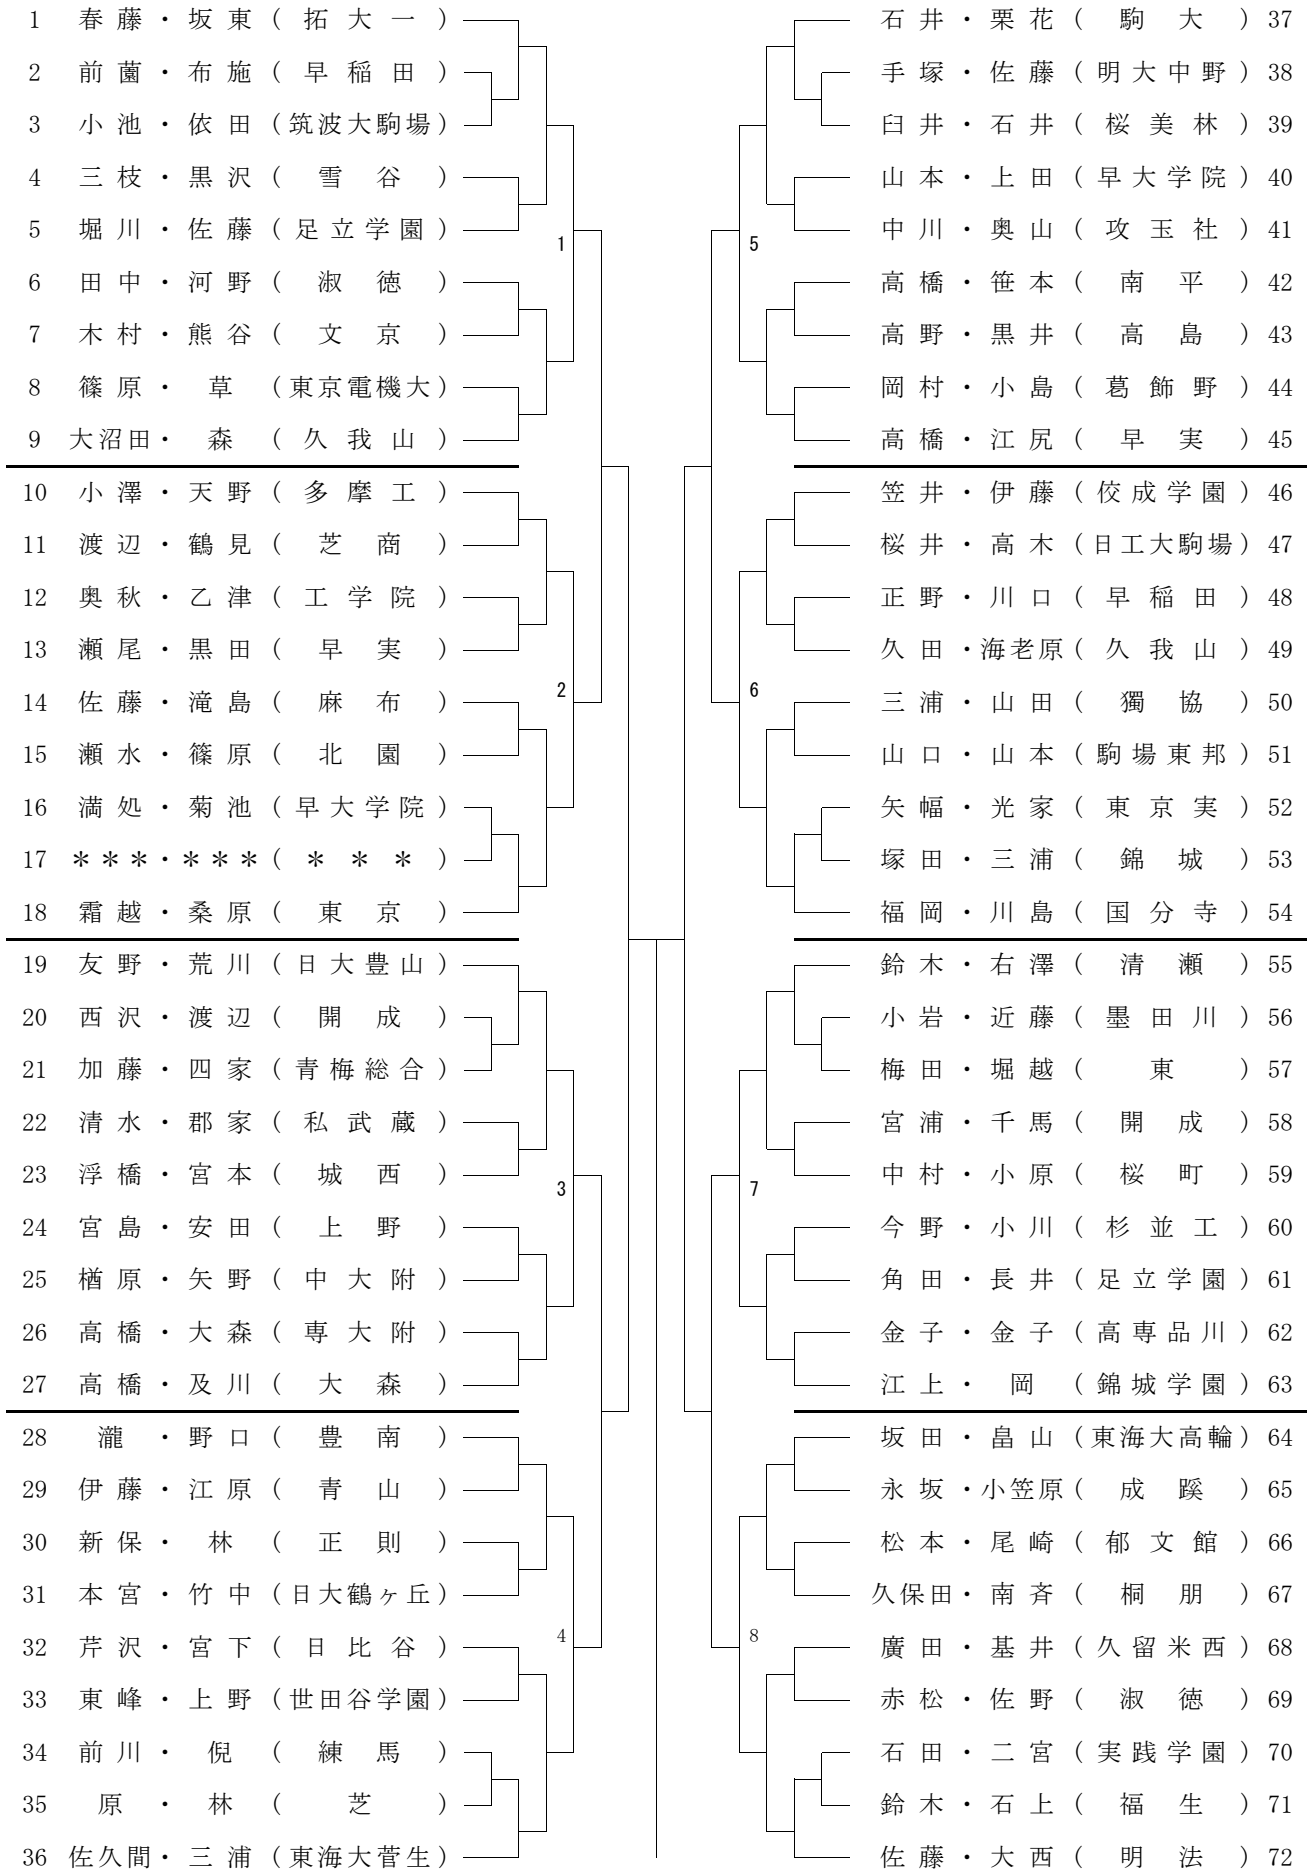 1 春藤・坂東（拓大一）
2 前薗・布施（早稲田）
3 小池・依田（筑波大駒場）
4 三枝・黒沢（雪谷）
5 堀川・佐藤（足立学園）
1
6 田中・河野（淑徳）
7 木村・熊谷（文京）
8 篠原・草（東京電機大）
9 大沼田・森（久我山）
10 小澤・天野（多摩工）
11 渡辺・鶴見（芝商）
12 奥秋・乙津（工学院）
13 瀬尾・黒田（早実）
2
14 佐藤・滝島（麻布）
15 瀬水・篠原（北園）
16 満処・菊池（早大学院）
17 ＊＊＊・＊＊＊（＊＊＊）
18 霜越・桑原（東京）
19 友野・荒川（日大豊山）
20 西沢・渡辺（開成）
21 加藤・四家（青梅総合）
22 清水・郡家（私武蔵）
23 浮橋・宮本（城西）
3
24 宮島・安田（上野）
25 楢原・矢野（中大附）
26 高橋・大森（専大附）
27 高橋・及川（大森）
28 瀧・野口（豊南）
29 伊藤・江原（青山）
30 新保・林（正則）
31 本宮・竹中（日大鶴ヶ丘）
4
32 芹沢・宮下（日比谷）
33 東峰・上野（世田谷学園）
34 前川・倪（練馬）
35 原・林（芝）
36 佐久間・三浦（東海大菅生）
石井・栗花（駒大）37
手塚・佐藤（明大中野）38
臼井・石井（桜美林）39
山本・上田（早大学院）40
中川・奥山（攻玉社）41
5
高橋・笹本（南平）42
高野・黒井（高島）43
岡村・小島（葛飾野）44
高橋・江尻（早実）45
笠井・伊藤（佼成学園）46
桜井・高木（日工大駒場）47
正野・川口（早稲田）48
久田・海老原（久我山）49
6
三浦・山田（獨協）50
山口・山本（駒場東邦）51
矢幅・光家（東京実）52
塚田・三浦（錦城）53
福岡・川島（国分寺）54
鈴木・右澤（清瀬）55
小岩・近藤（墨田川）56
梅田・堀越（東）57
宮浦・千馬（開成）58
中村・小原（桜町）59
7
今野・小川（杉並工）60
角田・長井（足立学園）61
金子・金子（高専品川）62
江上・岡（錦城学園）63
坂田・畠山（東海大高輪）64
永坂・小笠原（成蹊）65
松本・尾崎（郁文館）66
久保田・南斉（桐朋）67
8
廣田・基井（久留米西）68
赤松・佐野（淑徳）69
石田・二宮（実践学園）70
鈴木・石上（福生）71
佐藤・大西（明法）72